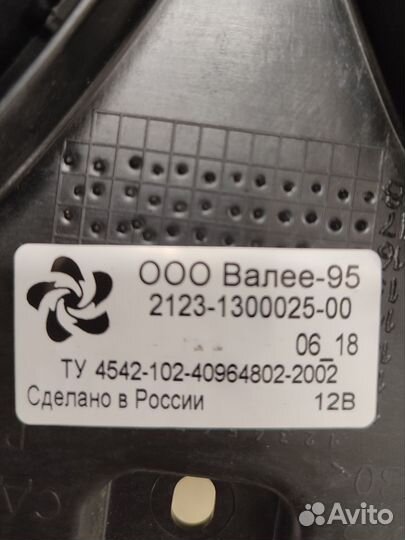 ООО Валее-95
2123-1300025-00
06_18
ТУ 4542-102-40964802-2002
Сделано в России 12В
Avito